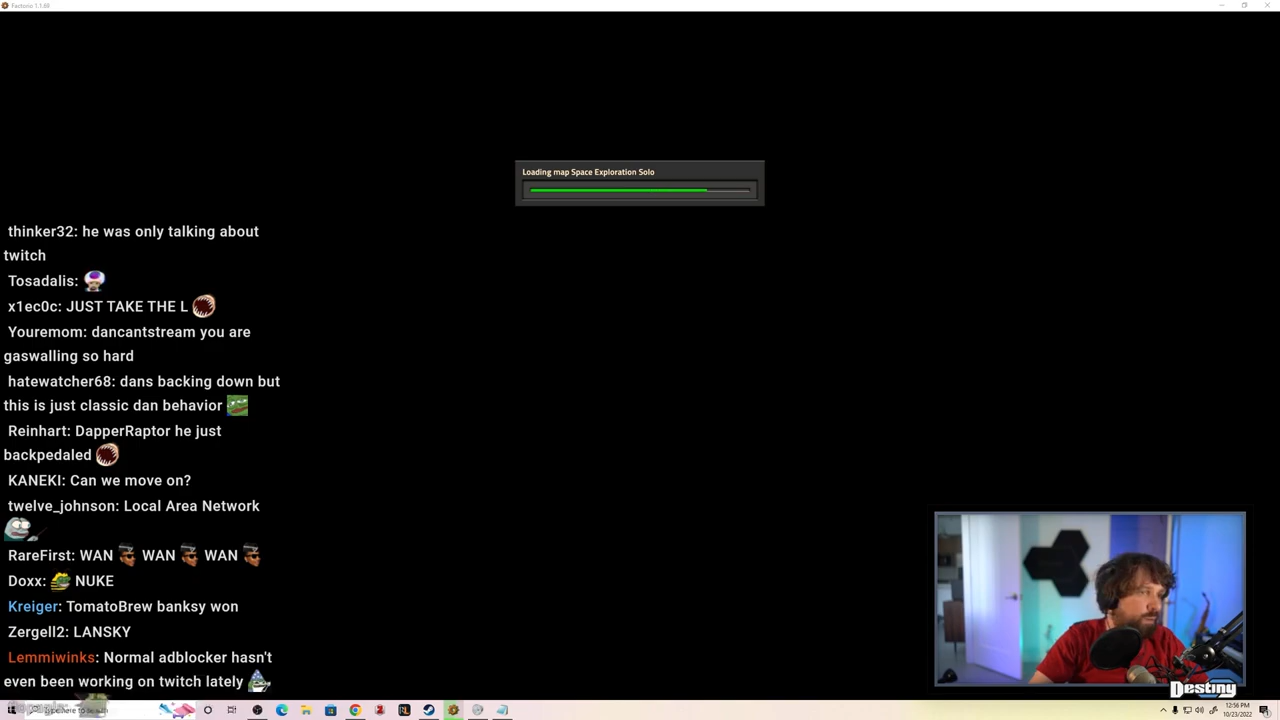 Factorio 1.1.69
Loading map Space Exploration Solo
thinker32: he was only talking about
twitch
Tosadalis:
x1ec0c: JUST TAKE THE L
Youremom: dancantstream you are
gaswalling so hard
hatewatcher68: dans backing down but
this is just classic dan behavior
Reinhart: DapperRaptor he just
backpedaled
KANEKI: Can we move on?
twelve_johnson: Local Area Network
RareFirst: WAN WAN WAN
Doxx: NUKE
Kreiger: TomatoBrew banksy won
Zergell2: LANSKY
Lemmiwinks: Normal adblocker hasn't
even been working on twitch lately
Destiny
12:56 PM
10/23/2022